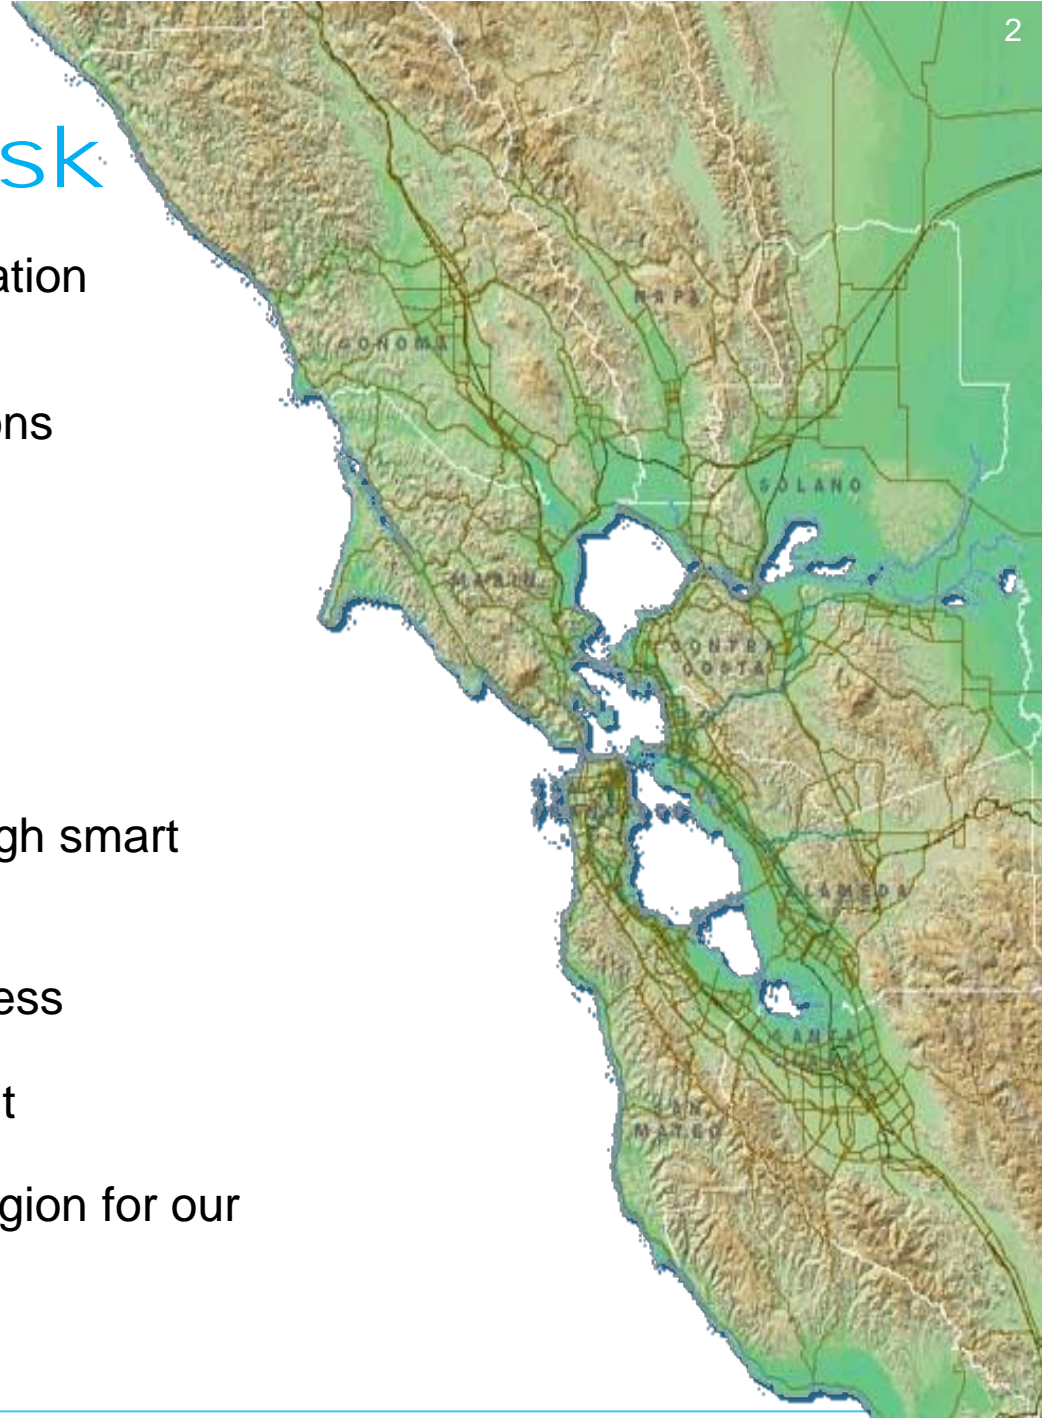 2
sk
ation
ons
gh smart
ess
t
gion for our
NAPA
SONOMA
SOLANO
MARIN
CONTRA
COSTA
ALAMEDA
SANTA
SAN
MATEO